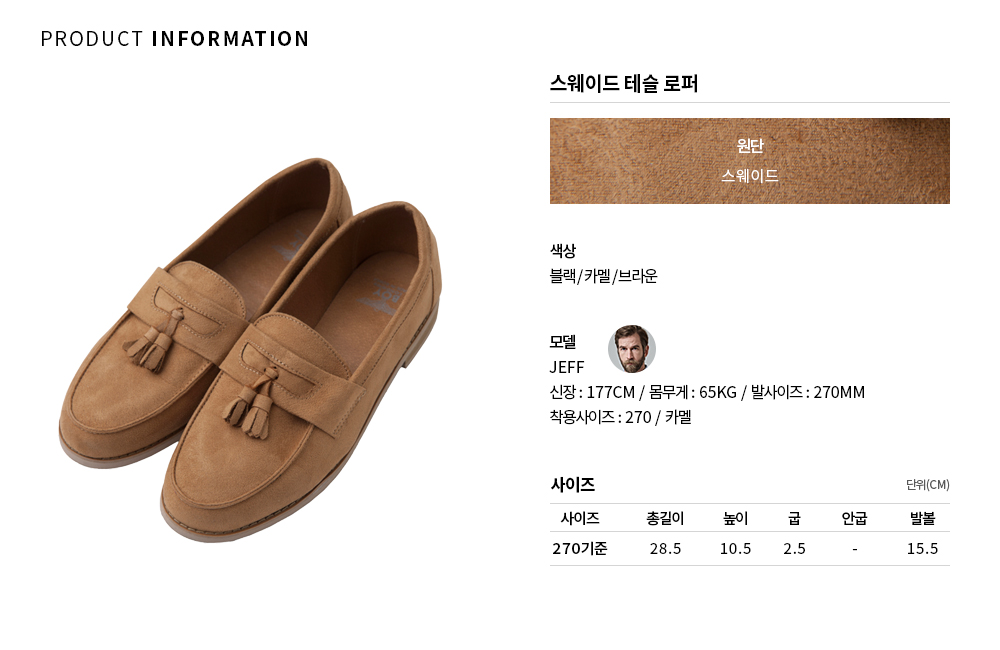 PRODUCT INFORMATION
스웨이드 테슬 로퍼
원단
스웨이드
색상
블랙/카멜/브라운
모델
JEFF
신장 : 177CM / 몸무게 : 65KG / 발사이즈 : 270MM
착용사이즈 : 270 / 카멜
사이즈 단위(CM)
사이즈 총길이 높이 굽 안굽 발볼
270기준 28.5 10.5 2.5 - 15.5